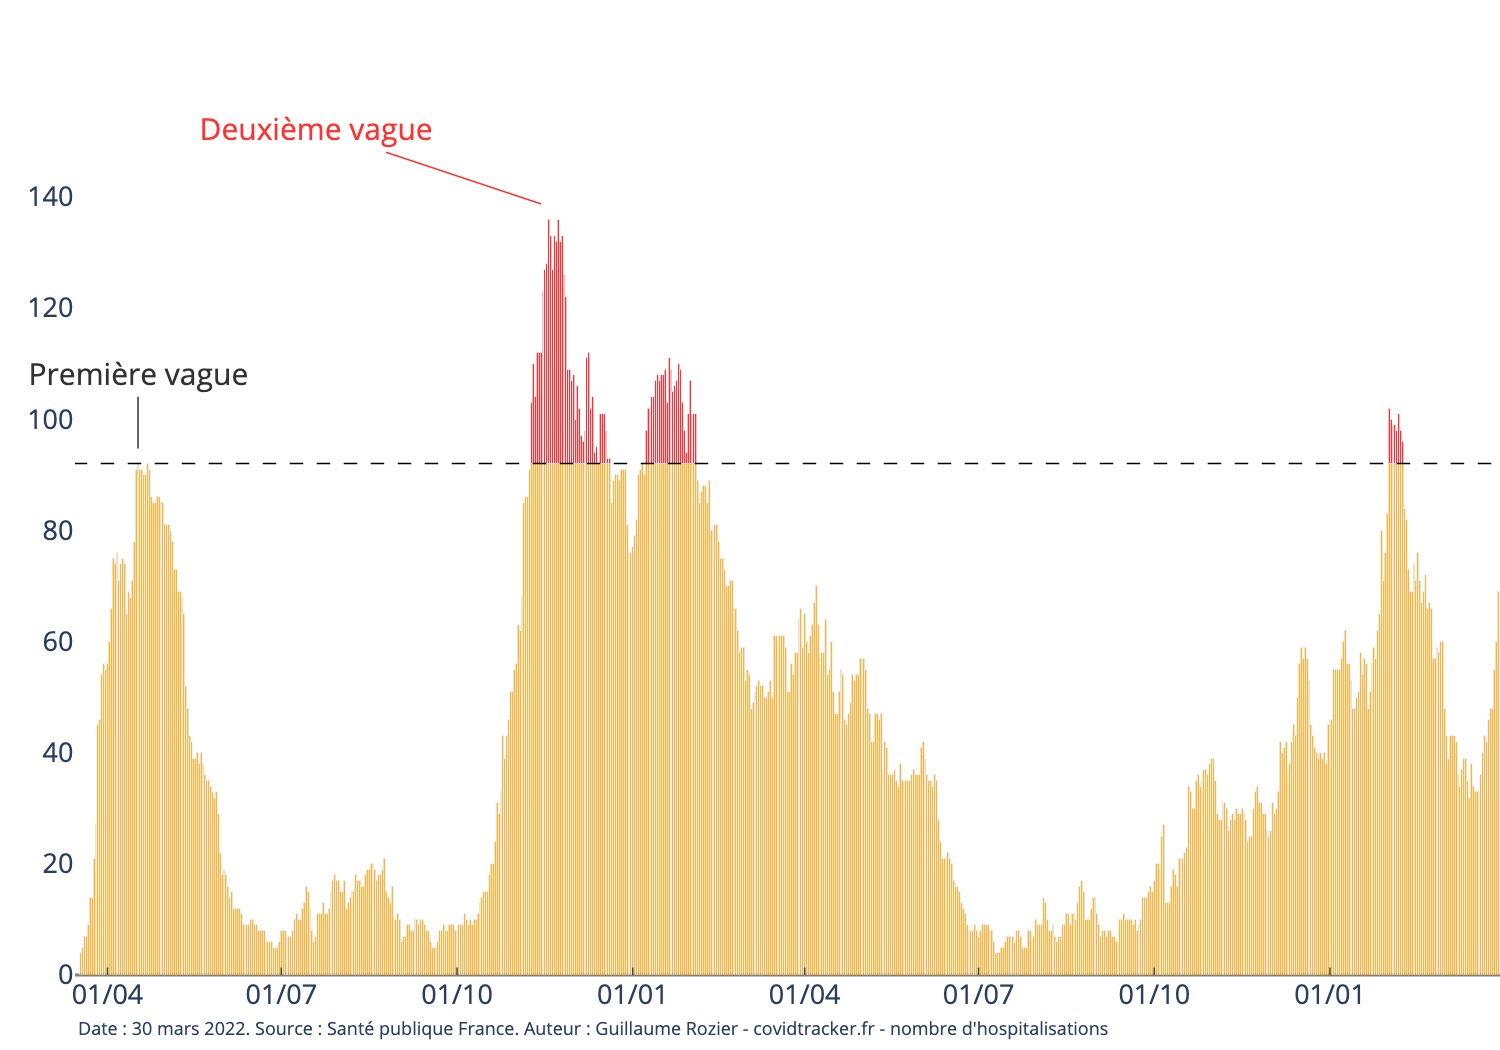 Deuxième vague
140
120
Première vague
100
80
60
40
20
0
01/04 01/07 01/10 01/01 01/04 01/07 01/10 01/01
Date : 30 mars 2022. Source : Santé publique France. Auteur : Guillaume Rozier - covidtracker.fr - nombre d'hospitalisations